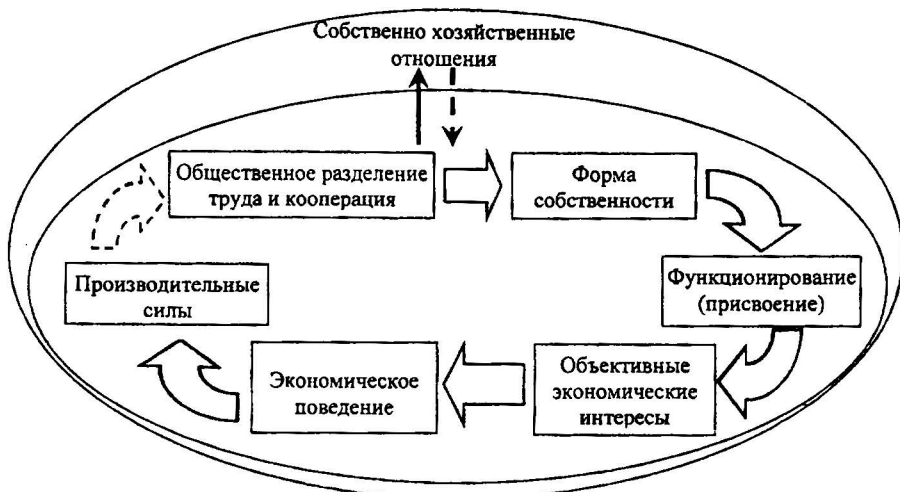 Собственно хозяйственные
отношения
Общественное разделение
труда и кооперация
Форма
собственности
Функционирование
(присвоение)
Объективные
экономические
интересы
Экономическое
поведение
Производительные
силы